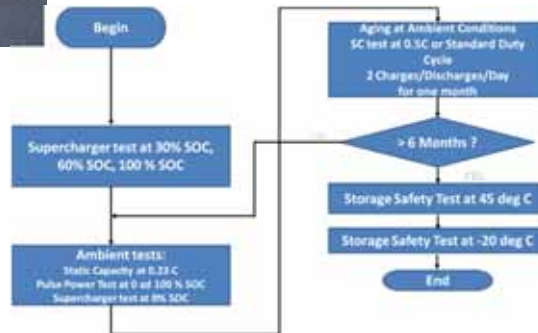 Begin
Supercharger test at 30% SOC,
60% SOC, 100 % SOC
Ambient tests:
Static Capacity at 0.23 C
Pulse Power Test at 0 ad 100 % SOC
Supercharger test at 0% SOC
Aging at Ambient Conditions
SC test at 0.5C or Standard Duty
Cycle
2 Charges/Discharges/Day
for one month
> 6 Months ?
Storage Safety Test at 45 deg C
Storage Safety Test at -20 deg C
End